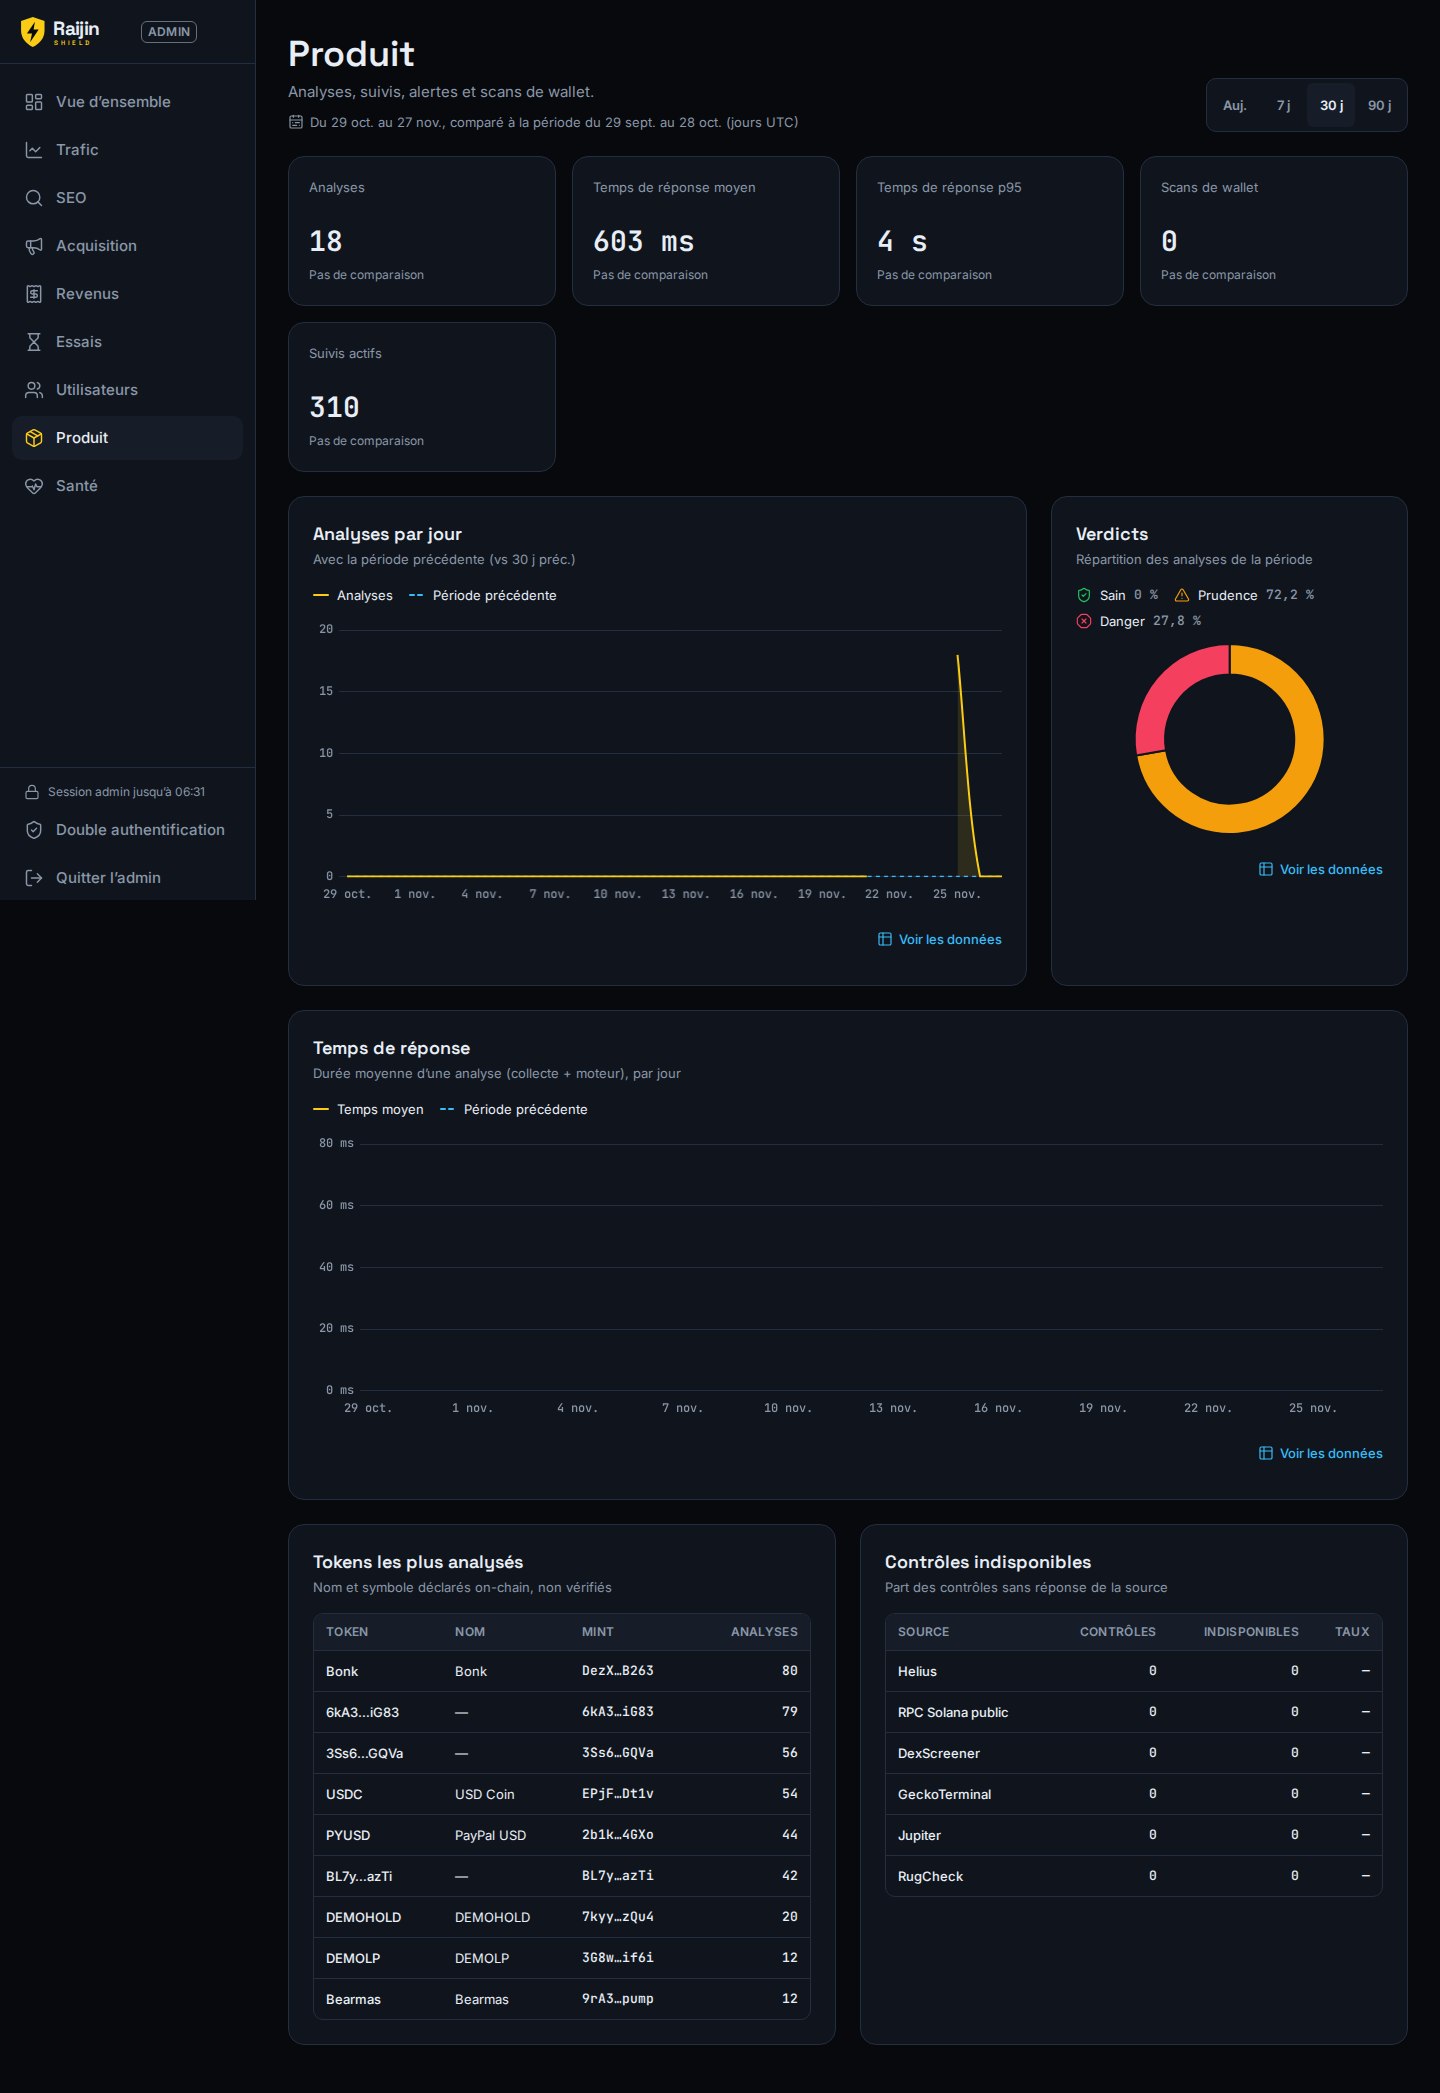 Raijin
SHIELD
ADMIN
Vue d’ensemble
Trafic
SEO
Acquisition
Revenus
Essais
Utilisateurs
Produit
Santé
Session admin jusqu’à 06:31
Double authentification
Quitter l’admin
Produit
Analyses, suivis, alertes et scans de wallet.
Du 29 oct. au 27 nov., comparé à la période du 29 sept. au 28 oct. (jours UTC)
Auj. 7 j 30 j 90 j
Analyses
18
Pas de comparaison
Temps de réponse moyen
603 ms
Pas de comparaison
Temps de réponse p95
4 s
Pas de comparaison
Scans de wallet
0
Pas de comparaison
Suivis actifs
310
Pas de comparaison
Analyses par jour
Avec la période précédente (vs 30 j préc.)
Analyses Période précédente
20
15
10
5
0
29 oct. 1 nov. 4 nov. 7 nov. 10 nov. 13 nov. 16 nov. 19 nov. 22 nov. 25 nov.
Voir les données
Verdicts
Répartition des analyses de la période
Sain 0 % Prudence 72,2 %
Danger 27,8 %
Voir les données
Temps de réponse
Durée moyenne d’une analyse (collecte + moteur), par jour
Temps moyen Période précédente
80 ms
60 ms
40 ms
20 ms
0 ms
29 oct. 1 nov. 4 nov. 7 nov. 10 nov. 13 nov. 16 nov. 19 nov. 22 nov. 25 nov.
Voir les données
Tokens les plus analysés
Nom et symbole déclarés on-chain, non vérifiés
TOKEN NOM MINT ANALYSES
Bonk Bonk DezX…B263 80
6kA3…iG83 — 6kA3…iG83 79
3Ss6…GQVa — 3Ss6…GQVa 56
USDC USD Coin EPjF…Dt1v 54
PYUSD PayPal USD 2b1k…4GXo 44
BL7y…azTi — BL7y…azTi 42
DEMOHOLD DEMOHOLD 7kyy…zQu4 20
DEMOLP DEMOLP 3G8w…if6i 12
Bearmas Bearmas 9rA3…pump 12
Contrôles indisponibles
Part des contrôles sans réponse de la source
SOURCE CONTRÔLES INDISPONIBLES TAUX
Helius 0 0 —
RPC Solana public 0 0 —
DexScreener 0 0 —
GeckoTerminal 0 0 —
Jupiter 0 0 —
RugCheck 0 0 —